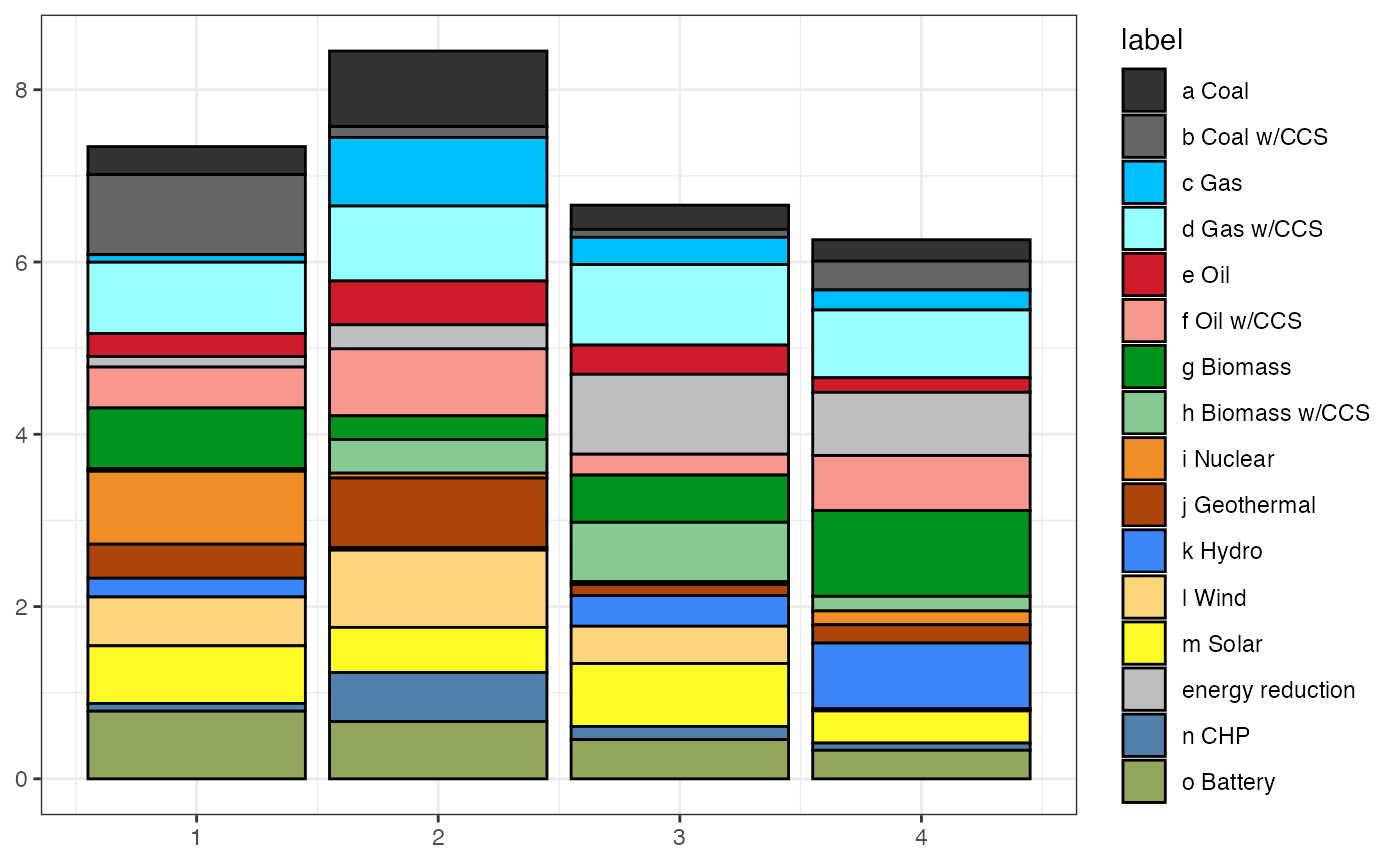 label
a Coal
b Coal w/CCS
c Gas
d Gas w/CCS
e Oil
f Oil w/CCS
g Biomass
h Biomass w/CCS
i Nuclear
j Geothermal
k Hydro
l Wind
m Solar
energy reduction
n CHP
o Battery
8
6
4
2
0
1 2 3 4